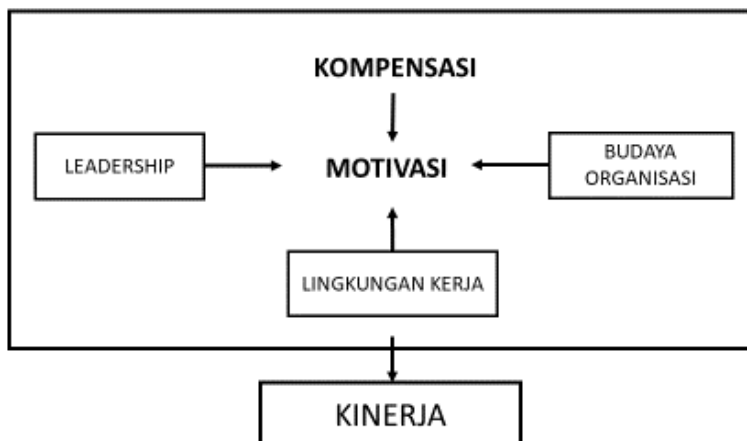 KOMPENSASI
LEADERSHIP
MOTIVASI
BUDAYA
ORGANISASI
LINGKUNGAN KERJA
KINERJA